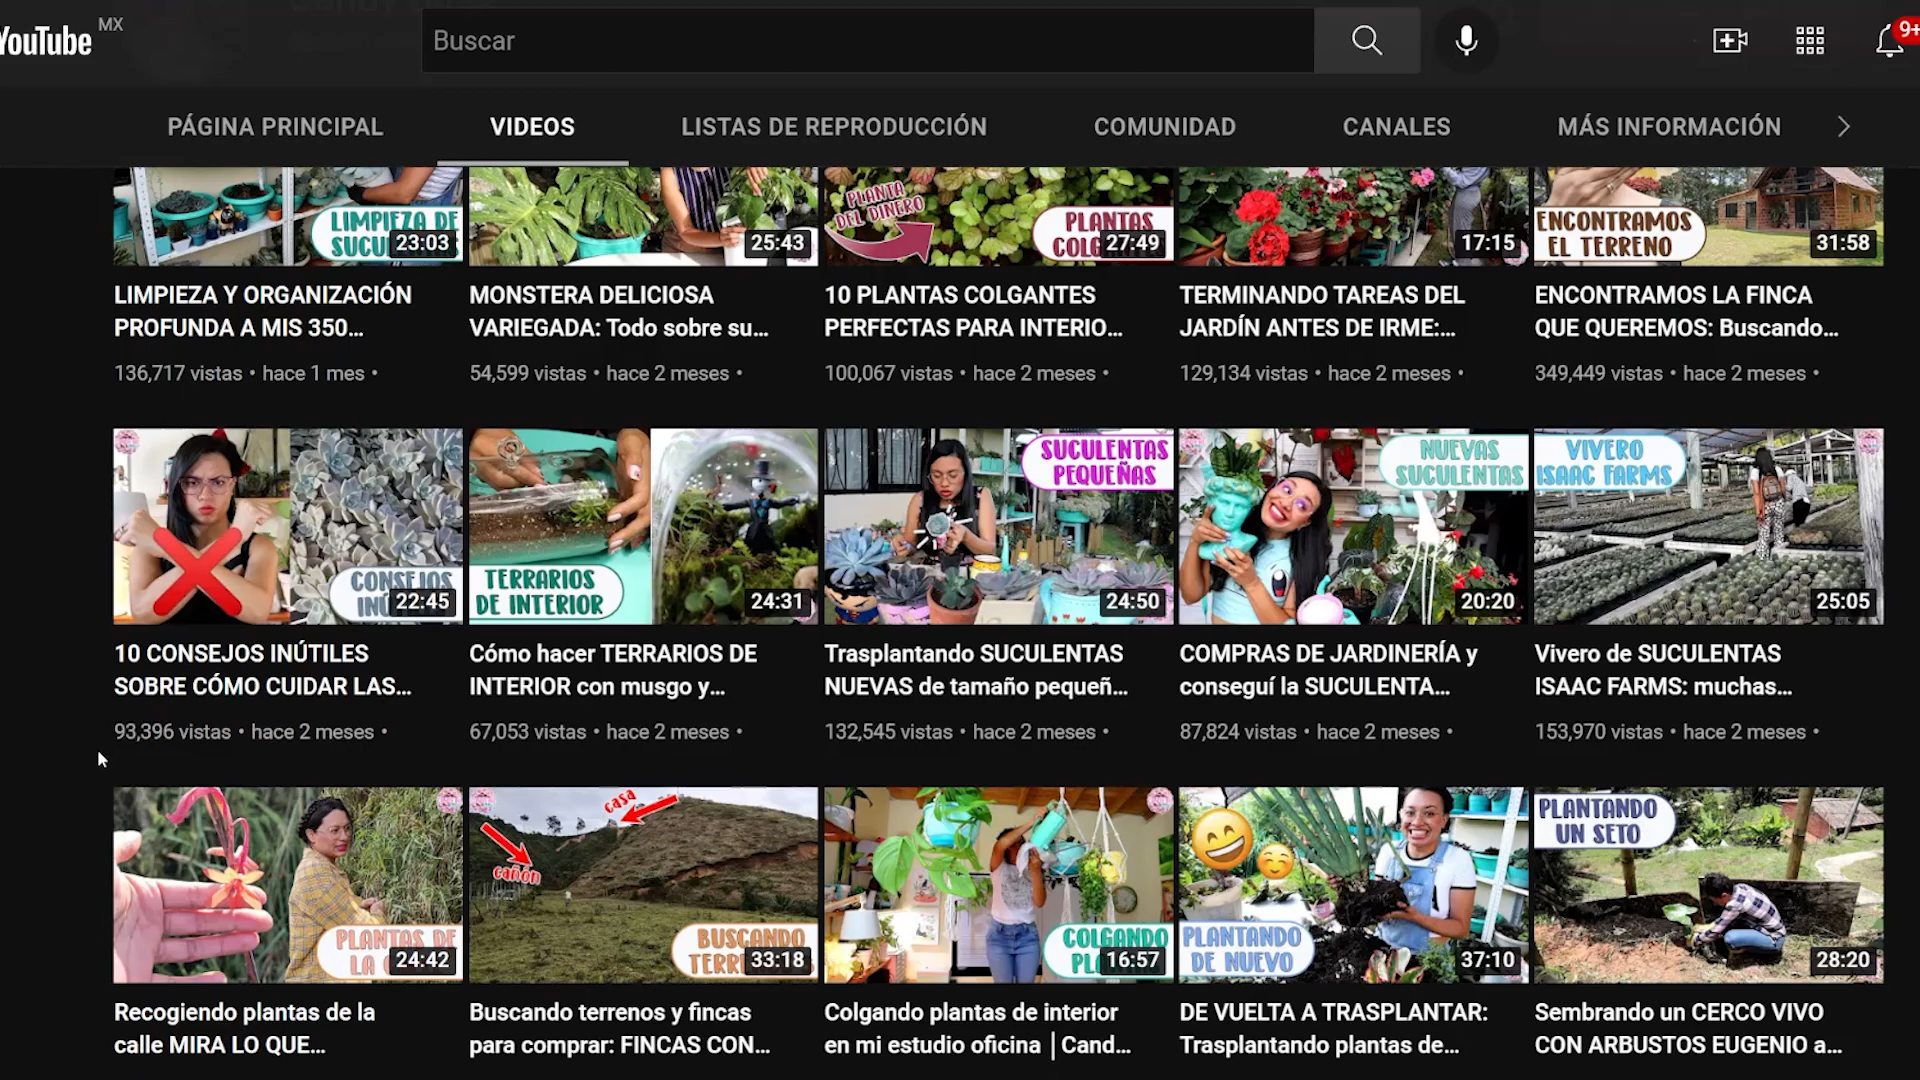 YouTube MX
Buscar
9+
PÁGINA PRINCIPAL
VIDEOS
LISTAS DE REPRODUCCIÓN
COMUNIDAD
CANALES
MÁS INFORMACIÓN
LIMPIEZA DE
23:03
25:43
PLANTA
DEL DINERO
PLANTAS
27:49
17:15
ENCONTRAMOS
EL TERRENO
31:58
LIMPIEZA Y ORGANIZACIÓN
PROFUNDA A MIS 350...
136,717 vistas • hace 1 mes •
MONSTERA DELICIOSA
VARIEGADA: Todo sobre su...
54,599 vistas • hace 2 meses •
10 PLANTAS COLGANTES
PERFECTAS PARA INTERIO...
100,067 vistas • hace 2 meses •
TERMINANDO TAREAS DEL
JARDÍN ANTES DE IRME:...
129,134 vistas • hace 2 meses •
ENCONTRAMOS LA FINCA
QUE QUEREMOS: Buscando...
349,449 vistas • hace 2 meses •
CONSEJOS
22:45
TERRARIOS
DE INTERIOR
24:31
SUCULENTAS
PEQUEÑAS
24:50
NUEVAS
SUCULENTAS
20:20
VIVERO
ISAAC FARMS
25:05
10 CONSEJOS INÚTILES
SOBRE CÓMO CUIDAR LAS...
93,396 vistas • hace 2 meses •
Cómo hacer TERRARIOS DE
INTERIOR con musgo y...
67,053 vistas • hace 2 meses •
Trasplantando SUCULENTAS
NUEVAS de tamaño pequeñ...
132,545 vistas • hace 2 meses •
COMPRAS DE JARDINERÍA y
conseguí la SUCULENTA...
87,824 vistas • hace 2 meses •
Vivero de SUCULENTAS
ISAAC FARMS: muchas...
153,970 vistas • hace 2 meses •
PLANTAS DE
LA
24:42
casa
cañón
BUSCANDO
33:18
COLGANDO
16:57
PLANTANDO
DE NUEVO
37:10
PLANTANDO
UN SETO
28:20
Recogiendo plantas de la
calle MIRA LO QUE...
Buscando terrenos y fincas
para comprar: FINCAS CON...
Colgando plantas de interior
en mi estudio oficina | Cand...
DE VUELTA A TRASPLANTAR:
Trasplantando plantas de...
Sembrando un CERCO VIVO
CON ARBUSTOS EUGENIO a...